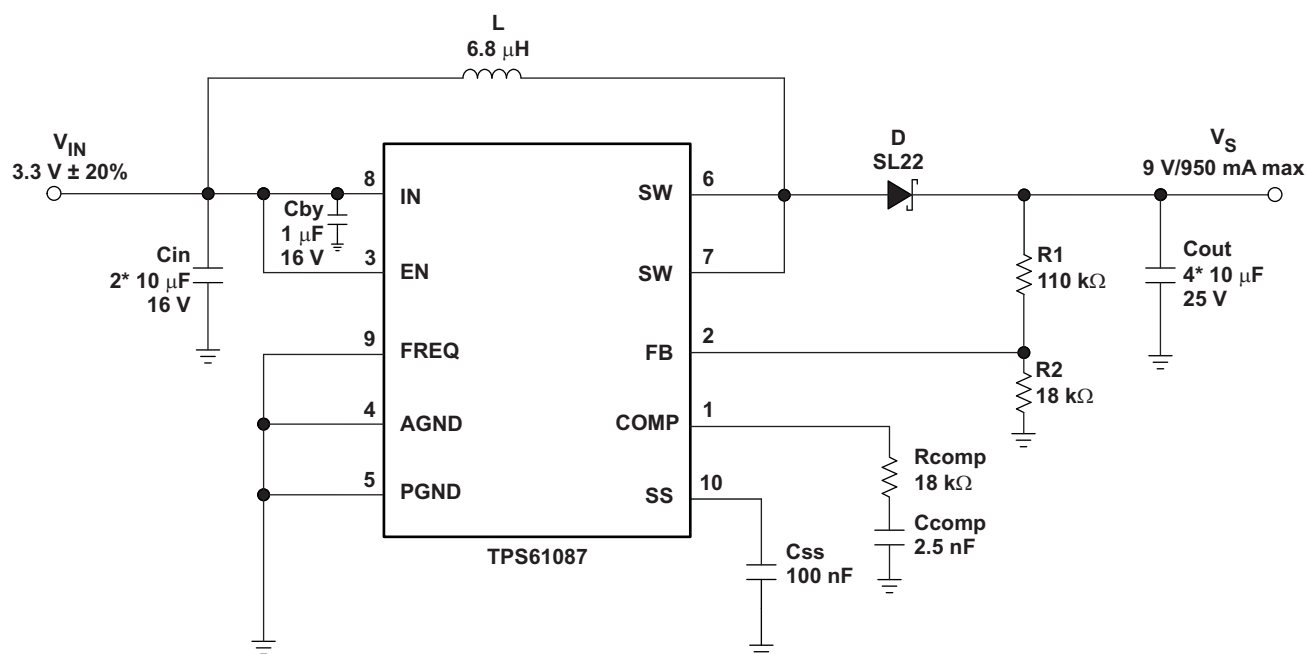 L
6.8 μH
V_IN
3.3 V ± 20%
D
SL22
V_S
9 V/950 mA max
8
IN
Cby
1 μF
16 V
SW
6
Cin
2* 10 μF
16 V
3
EN
SW
7
R1
110 kΩ
Cout
4* 10 μF
25 V
9
FREQ
FB
2
R2
18 kΩ
4
AGND
COMP
1
Rcomp
18 kΩ
5
PGND
SS
10
Ccomp
2.5 nF
TPS61087
Css
100 nF